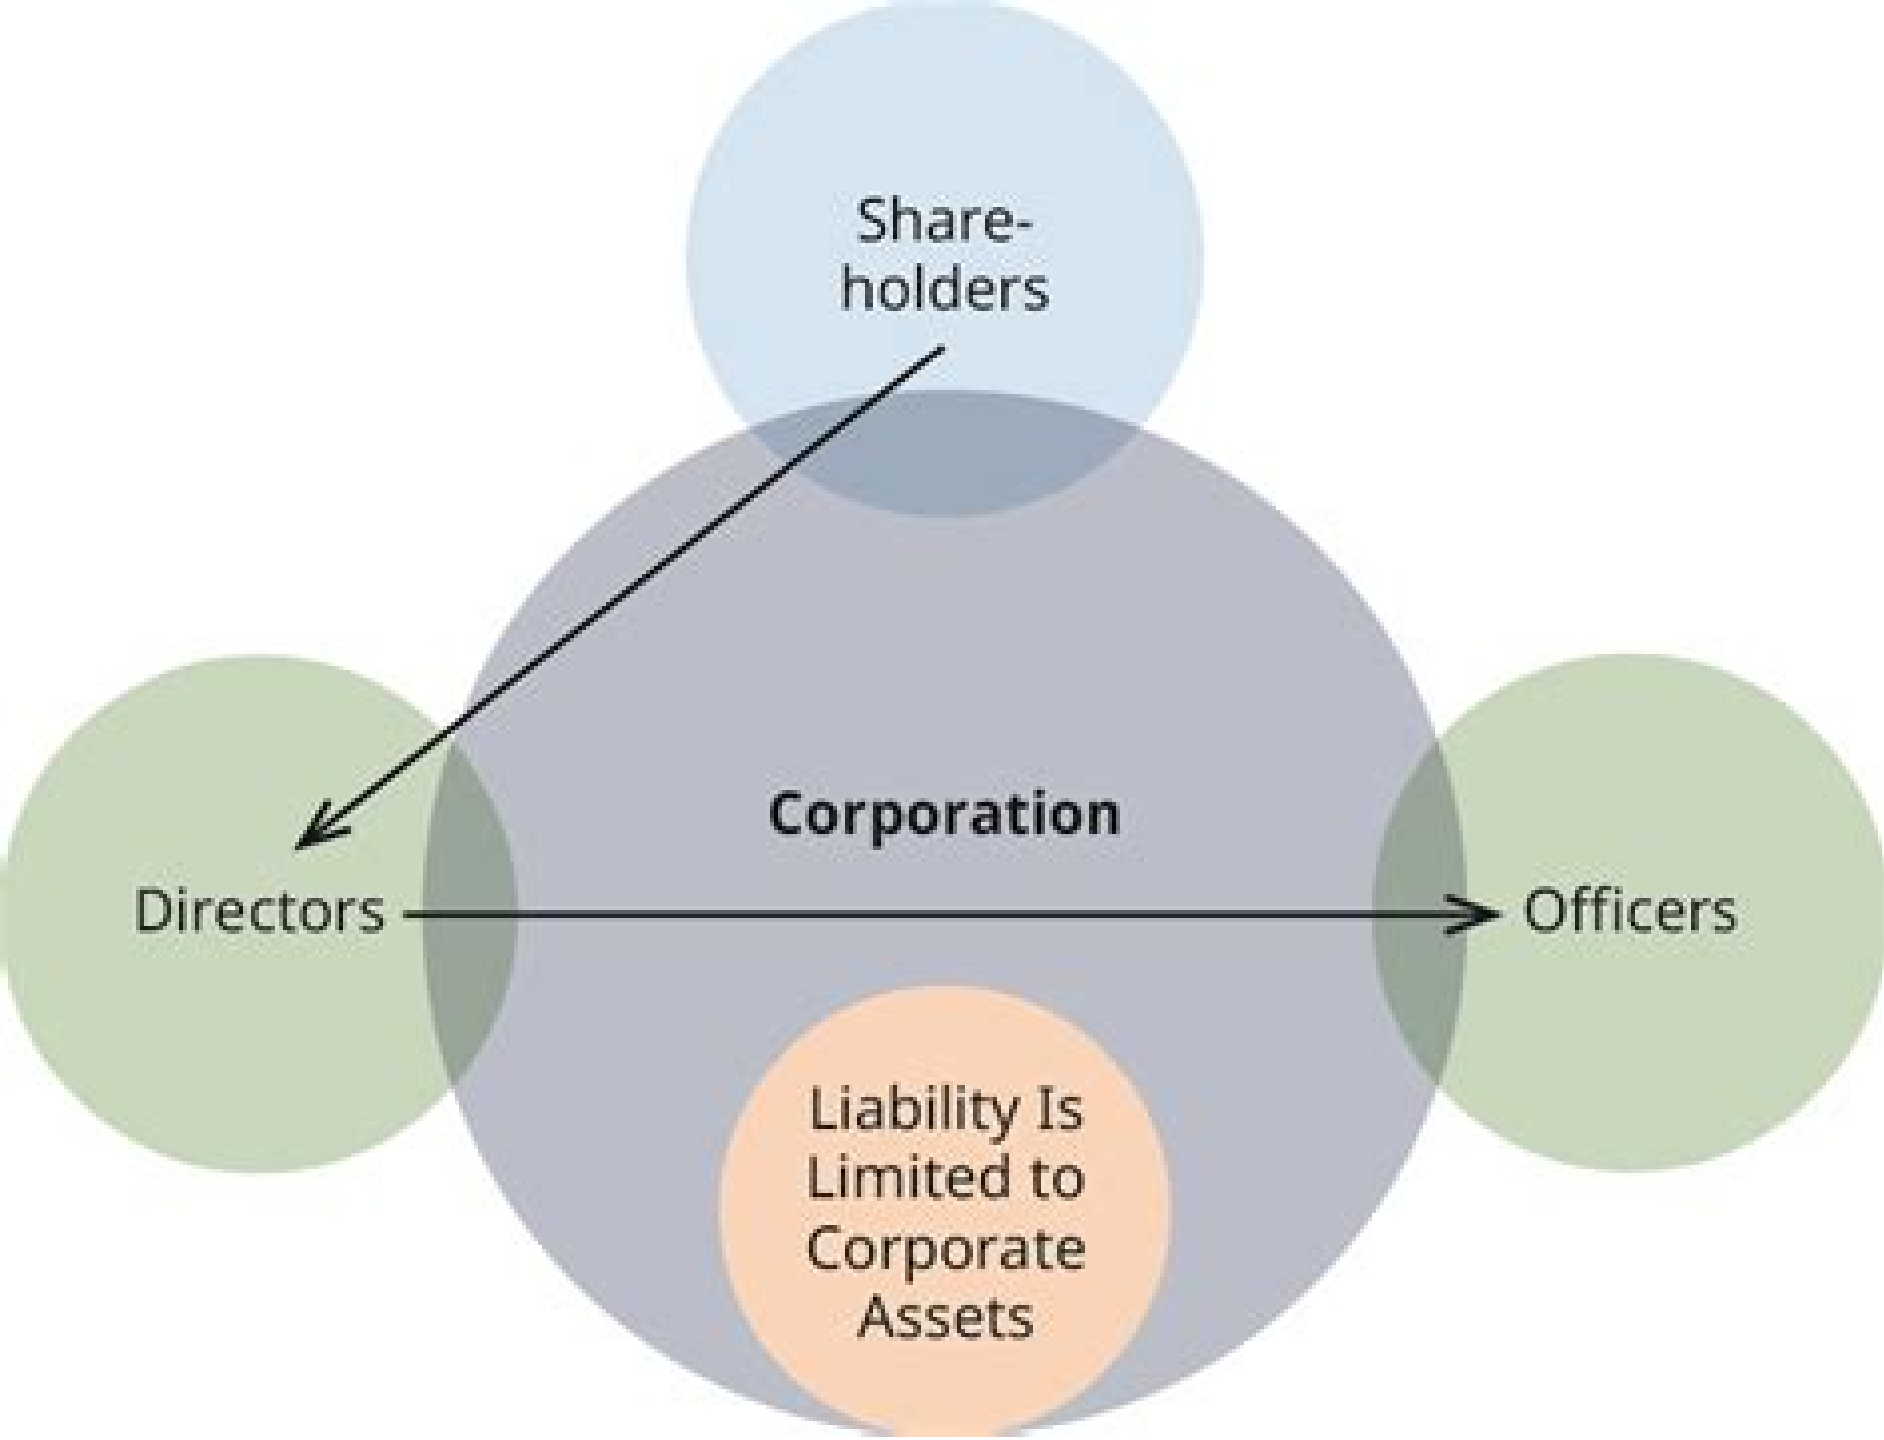 Share-
holders
Corporation
Directors
Officers
Liability Is
Limited to
Corporate
Assets